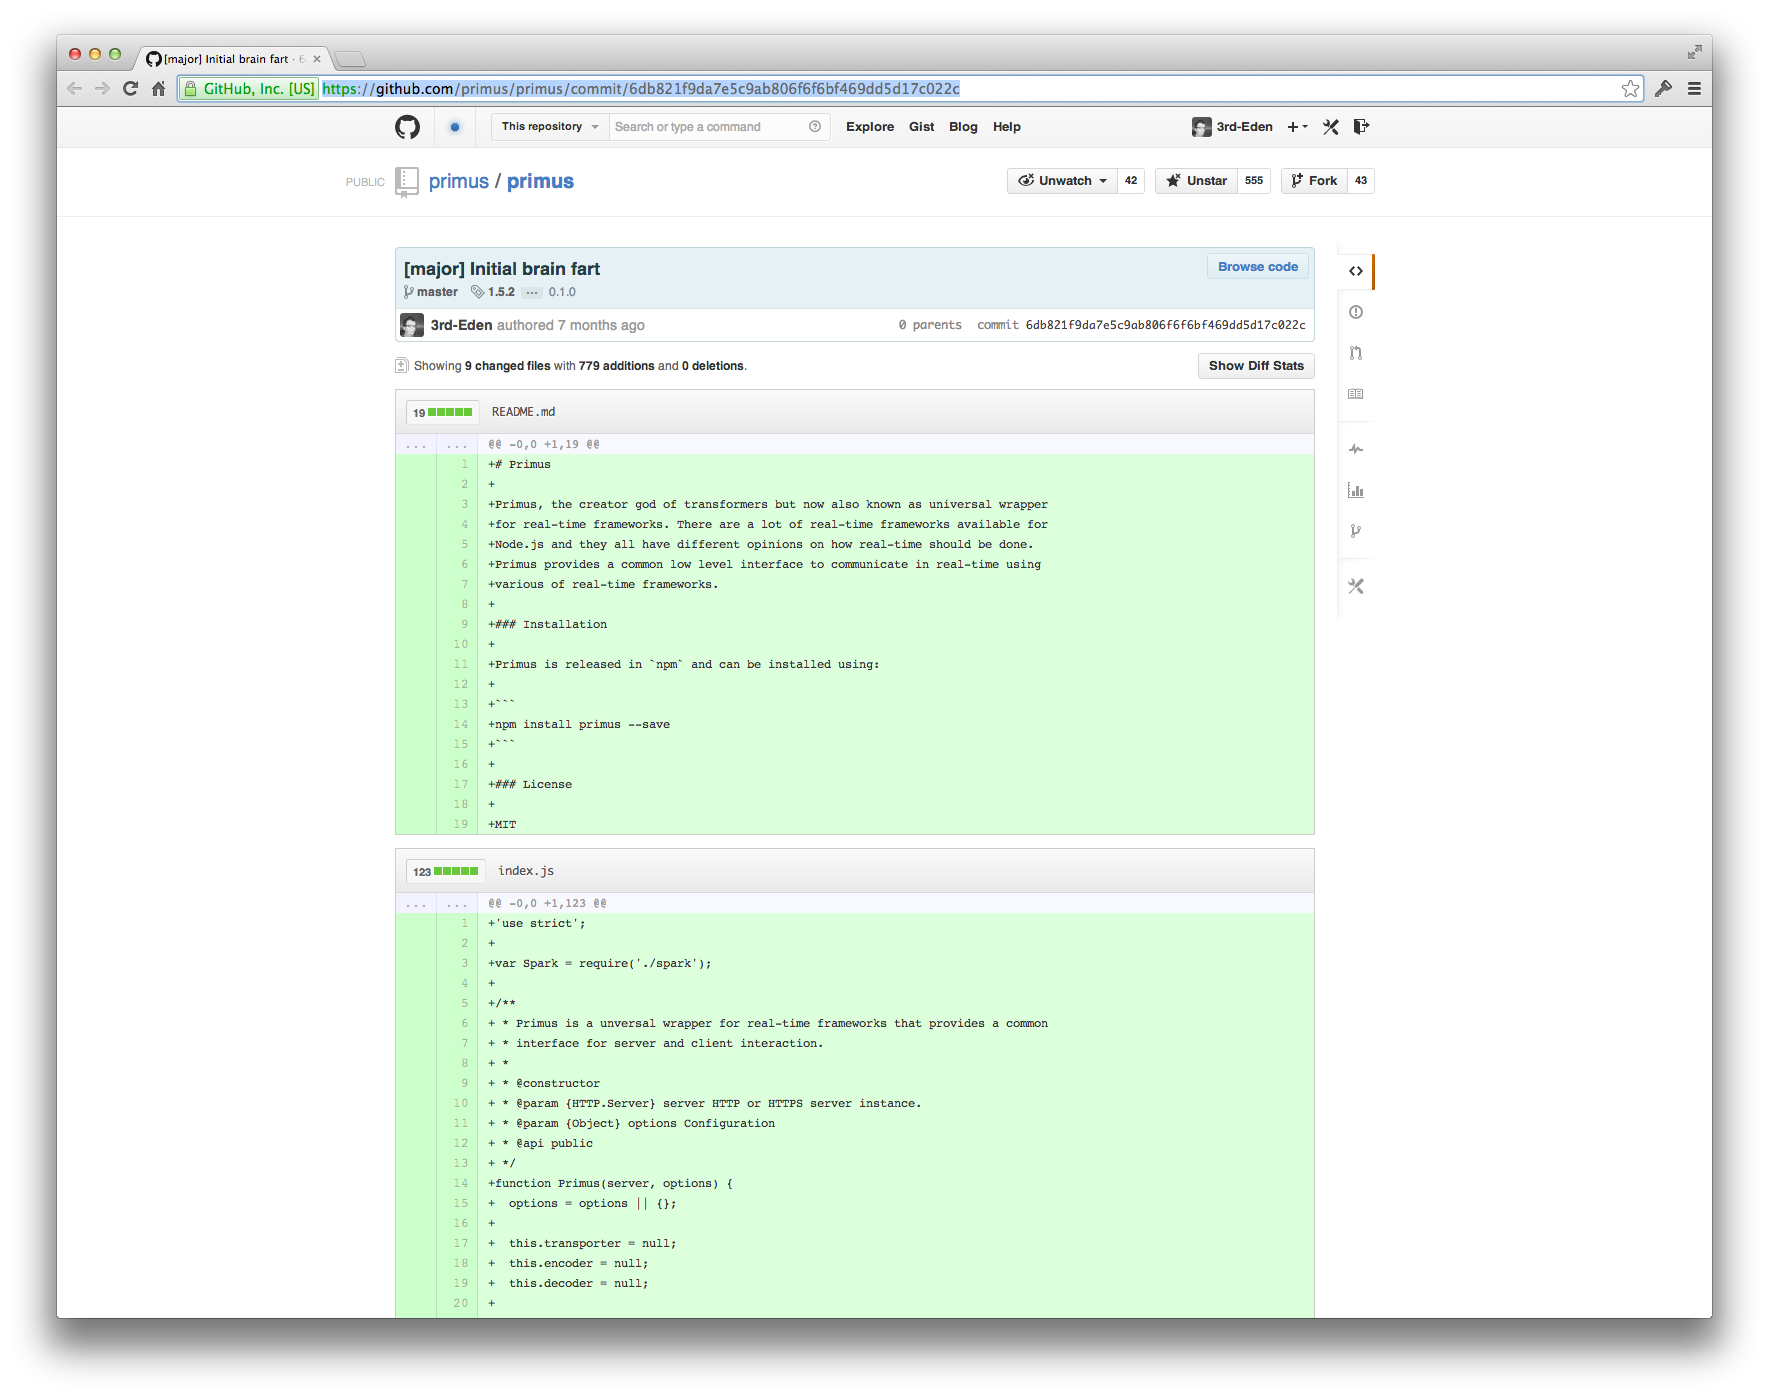 [major] Initial brain fart · 6
GitHub, Inc. [US] https://github.com/primus/primus/commit/6db821f9da7e5c9ab806f6f6bf469dd5d17c022c
This repository Search or type a command Explore Gist Blog Help 3rd-Eden
PUBLIC primus / primus Unwatch 42 Unstar 555 Fork 43
[major] Initial brain fart Browse code
master 1.5.2 ... 0.1.0
3rd-Eden authored 7 months ago 0 parents commit 6db821f9da7e5c9ab806f6f6bf469dd5d17c022c
Showing 9 changed files with 779 additions and 0 deletions. Show Diff Stats
19 README.md
... ... @@ -0,0 +1,19 @@
1 +# Primus
2 +
3 +Primus, the creator god of transformers but now also known as universal wrapper
4 +for real-time frameworks. There are a lot of real-time frameworks available for
5 +Node.js and they all have different opinions on how real-time should be done.
6 +Primus provides a common low level interface to communicate in real-time using
7 +various of real-time frameworks.
8 +
9 +### Installation
10 +
11 +Primus is released in `npm` and can be installed using:
12 +
13 +```
14 +npm install primus --save
15 +```
16 +
17 +### License
18 +
19 +MIT
123 index.js
... ... @@ -0,0 +1,123 @@
1 +'use strict';
2 +
3 +var Spark = require('./spark');
4 +
5 +/**
6 + * Primus is a unversal wrapper for real-time frameworks that provides a common
7 + * interface for server and client interaction.
8 + *
9 + * @constructor
10 + * @param {HTTP.Server} server HTTP or HTTPS server instance.
11 + * @param {Object} options Configuration
12 + * @api public
13 + */
14 +function Primus(server, options) {
15 +  options = options || {};
16 +
17 +  this.transporter = null;
18 +  this.encoder = null;
19 +  this.decoder = null;
20 +